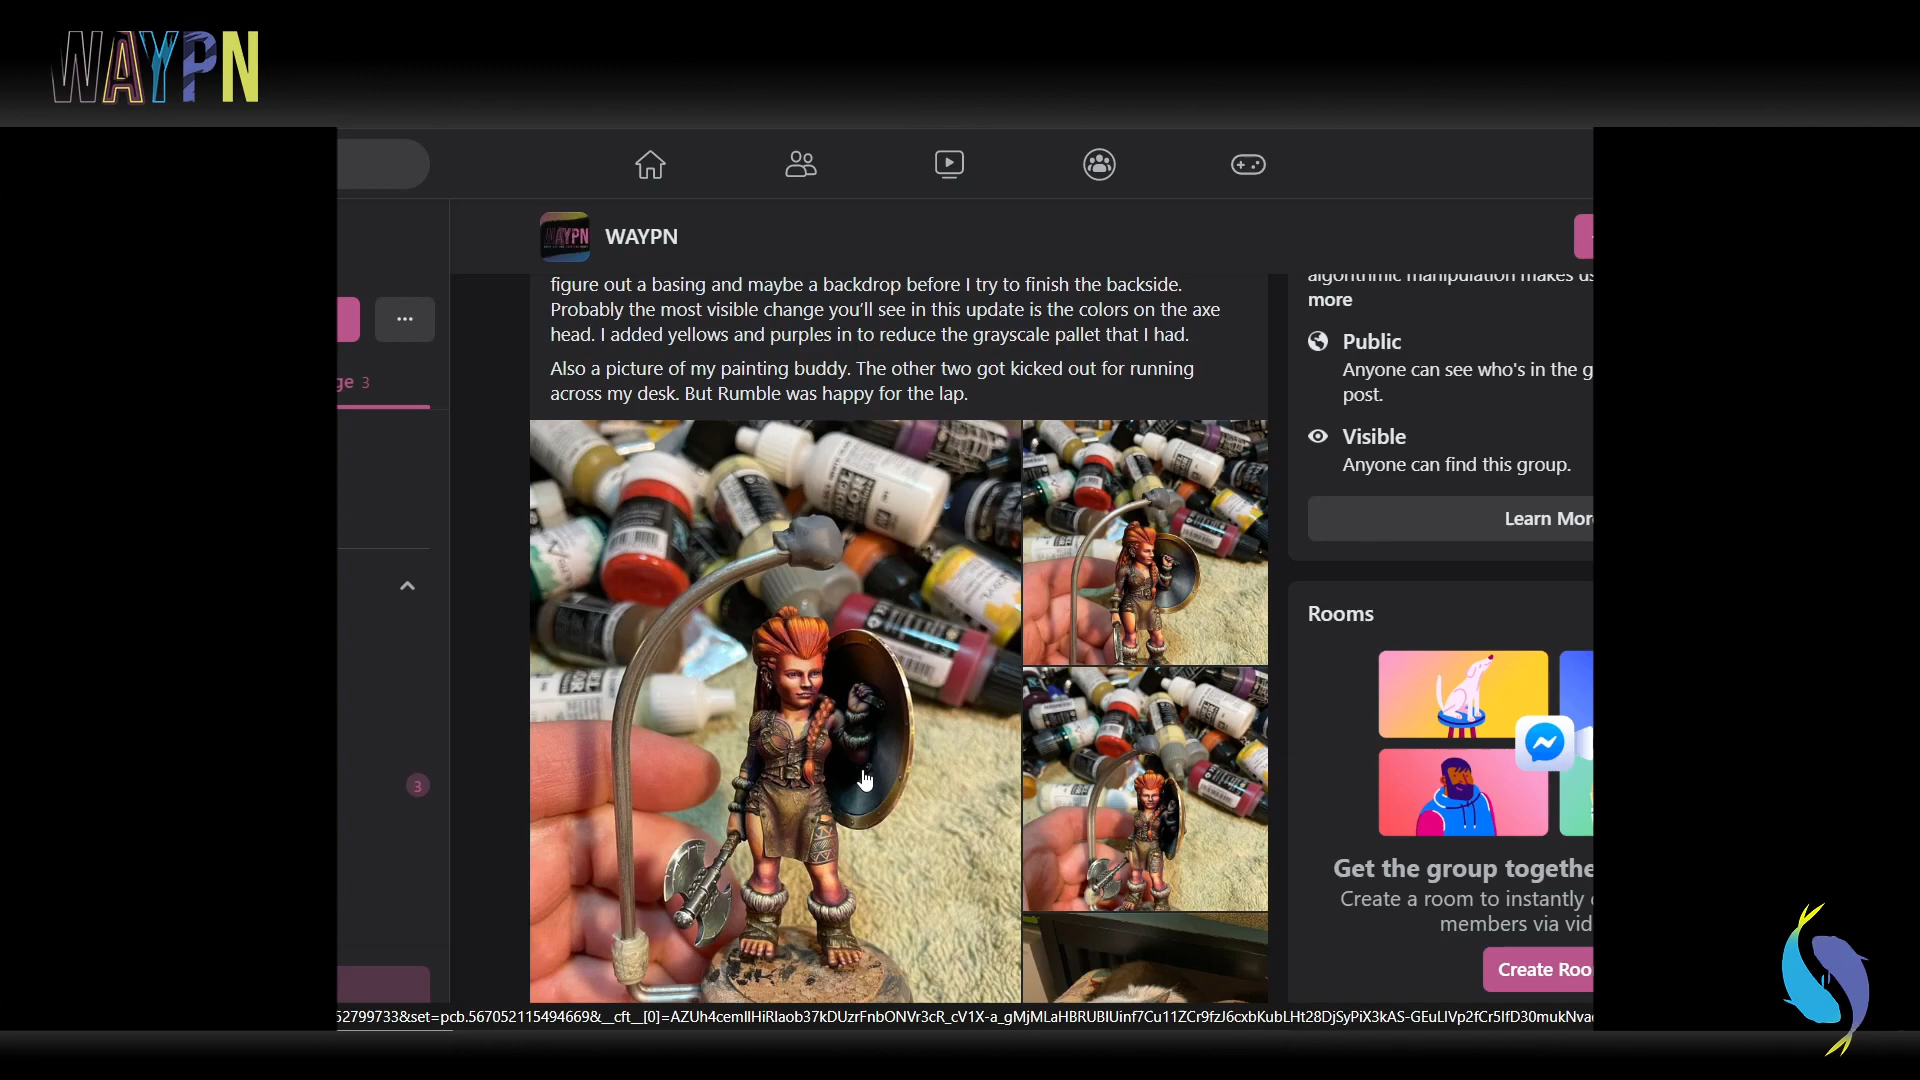 WAYPN
WAYPN
figure out a basing and maybe a backdrop before I try to finish the backside.
Probably the most visible change you'll see in this update is the colors on the axe
head. I added yellows and purples in to reduce the grayscale pallet that I had.
Also a picture of my painting buddy. The other two got kicked out for running
across my desk. But Rumble was happy for the lap.
ge 3
3
algorithmic manipulation makes us
more
Public
Anyone can see who's in the g
post.
Visible
Anyone can find this group.
Learn Mor
Rooms
Get the group togethe
Create a room to instantly
members via vid
Create Roo